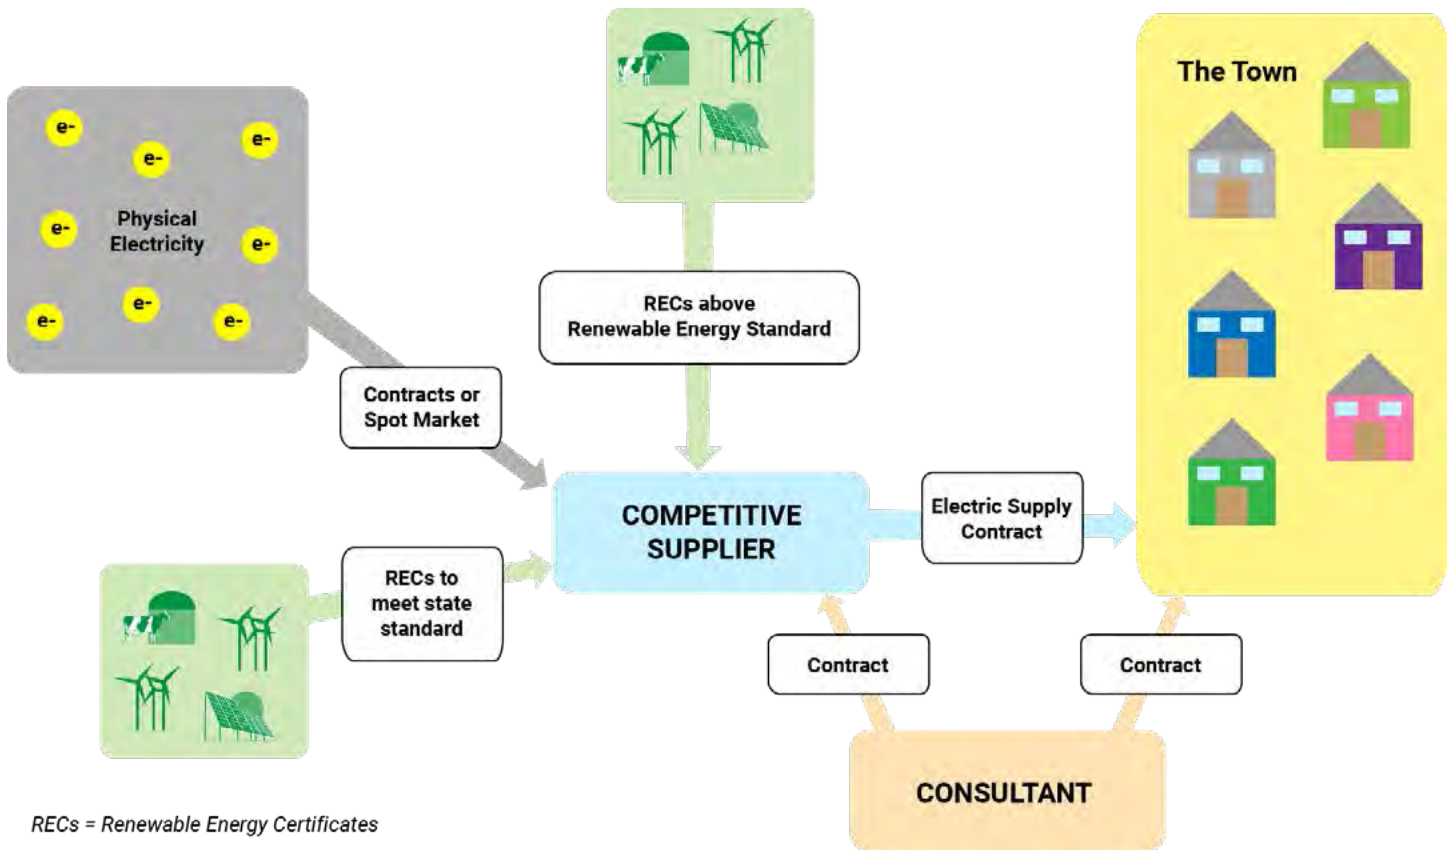 The Town
e-
e-
e-
Physical
Electricity
e-
e-
e-
e-
e-
RECs above
Renewable Energy Standard
Contracts or
Spot Market
COMPETITIVE
SUPPLIER
Electric Supply
Contract
RECs to
meet state
standard
Contract
Contract
CONSULTANT
RECs = Renewable Energy Certificates